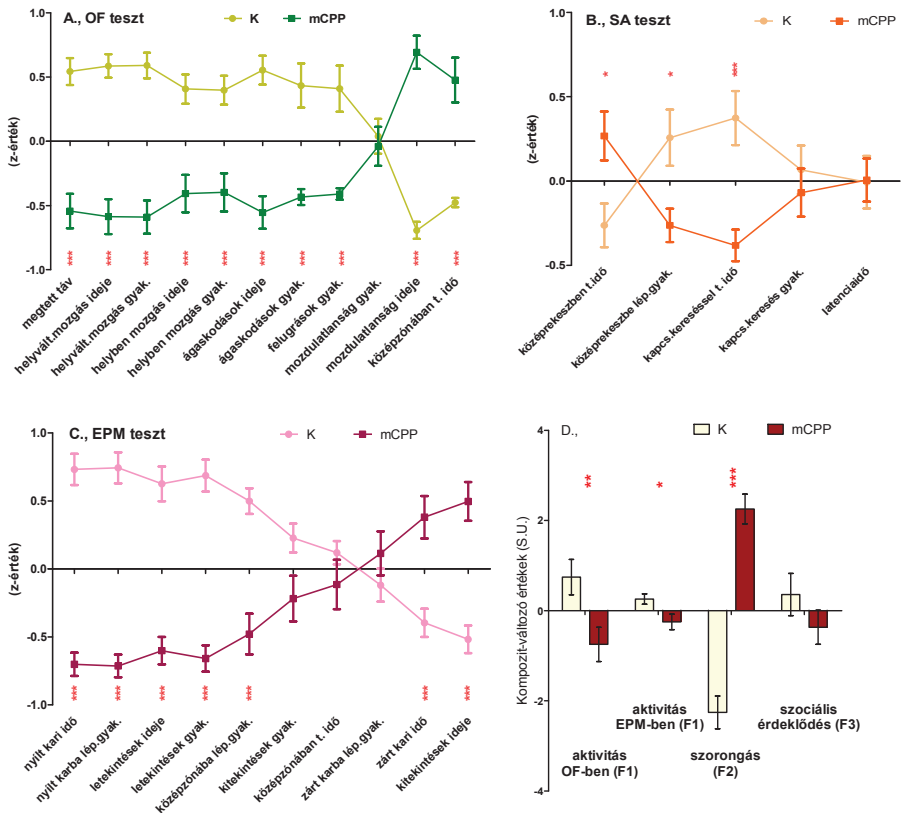 A., OF teszt
K
mCPP
1.0
0.5
0.0
-0.5
-1.0
(z-érték)
***
***
***
***
***
***
***
***
***
***
megtett táv
helyvált.mozgás ideje
helyvált.mozgás gyak.
helyben mozgás ideje
helyben mozgás gyak.
ágaskodások ideje
ágaskodások gyak.
felugrások gyak.
mozdulatlanság gyak.
mozdulatlanság ideje
középzónában t. idő
B., SA teszt
K
mCPP
1.0
0.5
0.0
-0.5
(z-érték)
*
*
***
középrekeszben t.idő
középrekeszbe lép.gyak.
kapcs.kereséssel t. idő
kapcs.keresés gyak.
latenciaidő
C., EPM teszt
K
mCPP
1.0
0.5
0.0
-0.5
-1.0
(z-érték)
***
***
***
***
***
***
***
nyílt kari idő
nyílt karba lép.gyak.
letekintések ideje
letekintések gyak.
középzónába lép.gyak.
kitekintések gyak.
középzónában t. idő
zárt karba lép.gyak.
zárt kari idő
kitekintések ideje
D.,
K
mCPP
4
2
0
-2
-4
Kompozit-változó értékek (S.U.)
**
*
***
aktivitás
OF-ben (F1)
aktivitás
EPM-ben (F1)
szorongás
(F2)
szociális
érdeklődés (F3)